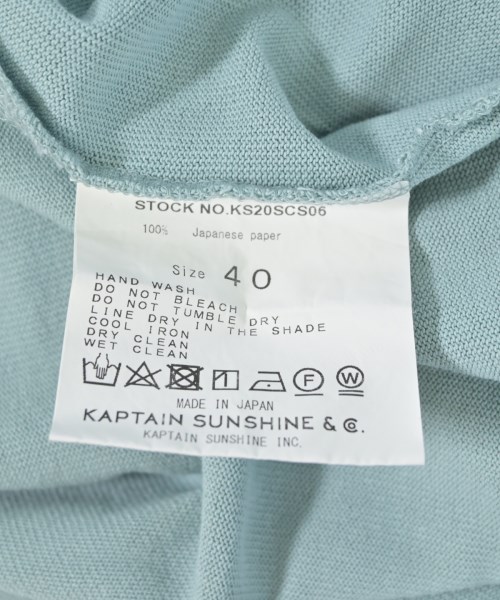 STOCK NO.KS20SCS06
100% Japanese paper
Size 40
HAND WASH
DO NOT BLEACH
DO NOT TUMBLE DRY
LINE DRY IN THE SHADE
COOL IRON
DRY CLEAN
WET CLEAN
F W
MADE IN JAPAN
KAPTAIN SUNSHINE & Co.
KAPTAIN SUNSHINE INC.